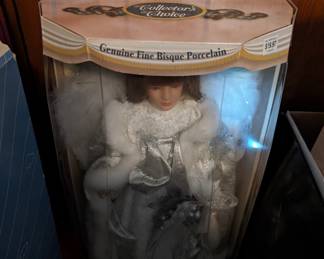 Collector's
Choice
Genuine Fine Bisque Porcelain